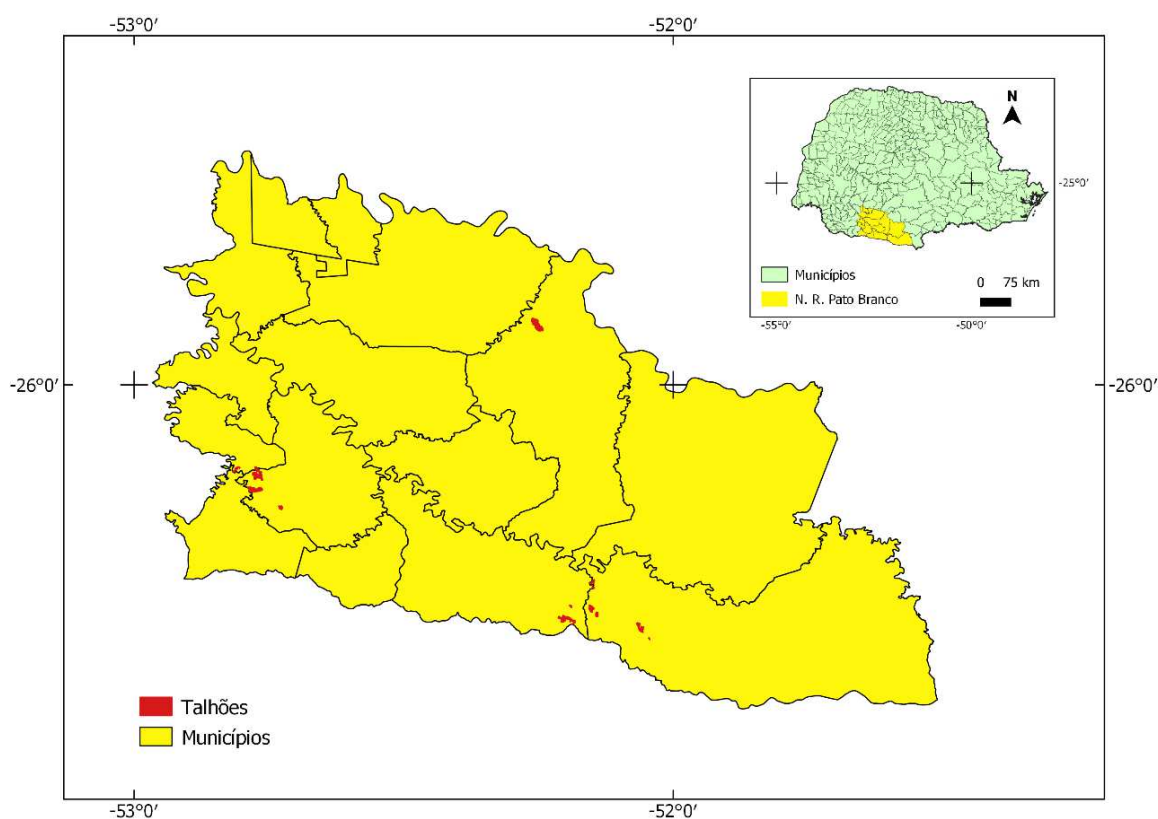 -53°0′
-52°0′
N
-25°0′
Municípios
N. R. Pato Branco
0 75 km
-55°0′
-50°0′
-26°0′
-26°0′
Talhões
Municípios
-53°0′
-52°0′